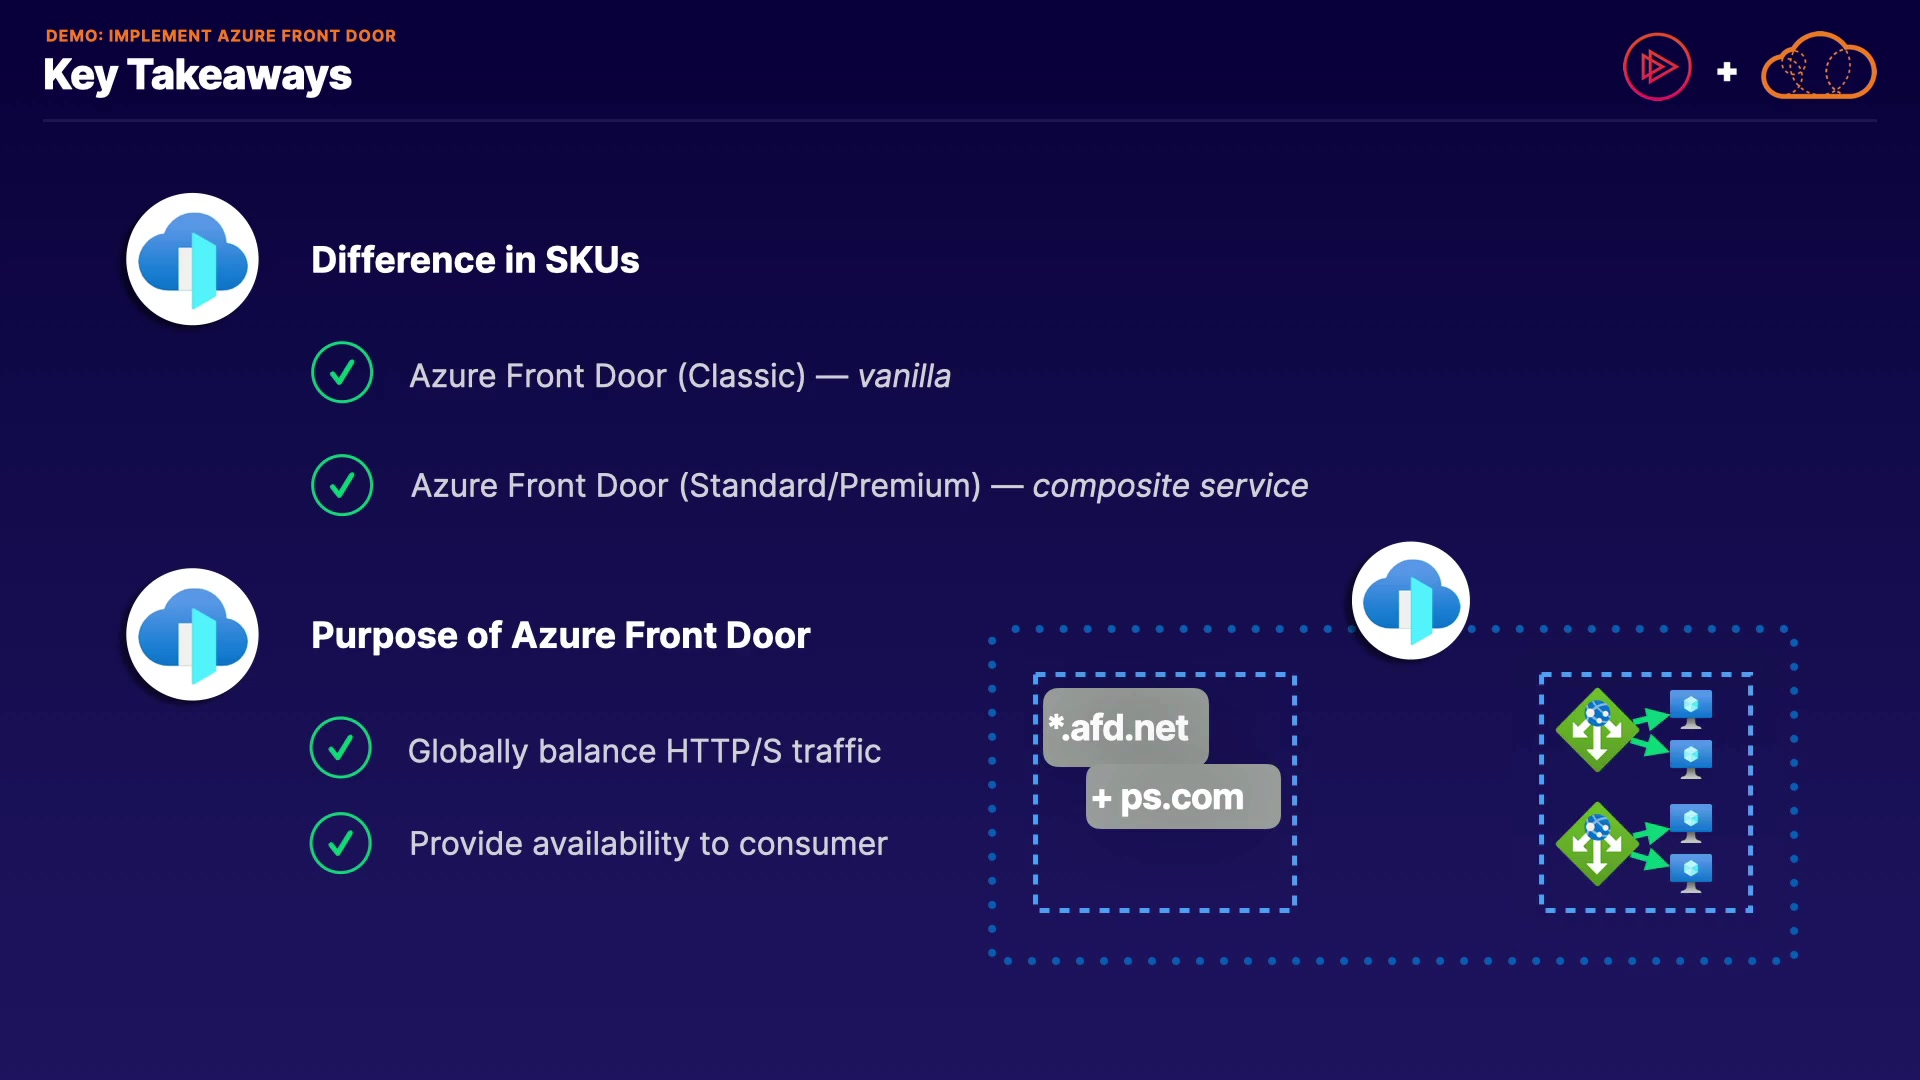 DEMO: IMPLEMENT AZURE FRONT DOOR
Key Takeaways
+
Difference in SKUs
Azure Front Door (Classic) — vanilla
Azure Front Door (Standard/Premium) — composite service
Purpose of Azure Front Door
Globally balance HTTP/S traffic
Provide availability to consumer
*.afd.net
+ ps.com